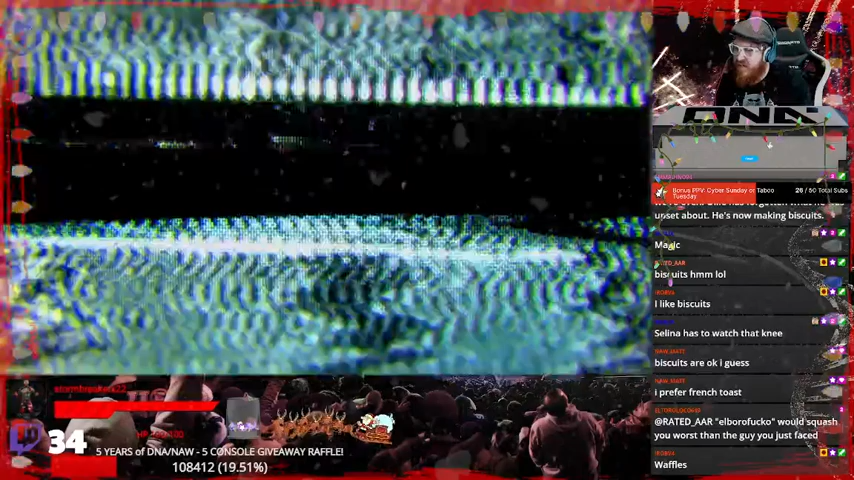 DNA
Bonus PPV: Cyber Sunday or Taboo Tuesday
26 / 50 Total Subs
upset about. He's now making biscuits.
Magic
RATED_AAR
biscuits hmm lol
I like biscuits
Selina has to watch that knee
biscuits are ok i guess
i prefer french toast
@RATED_AAR "elborofucko" would squash
you worst than the guy you just faced
Waffles
34
5 YEARS of DNA/NAW - 5 CONSOLE GIVEAWAY RAFFLE!
108412 (19.51%)